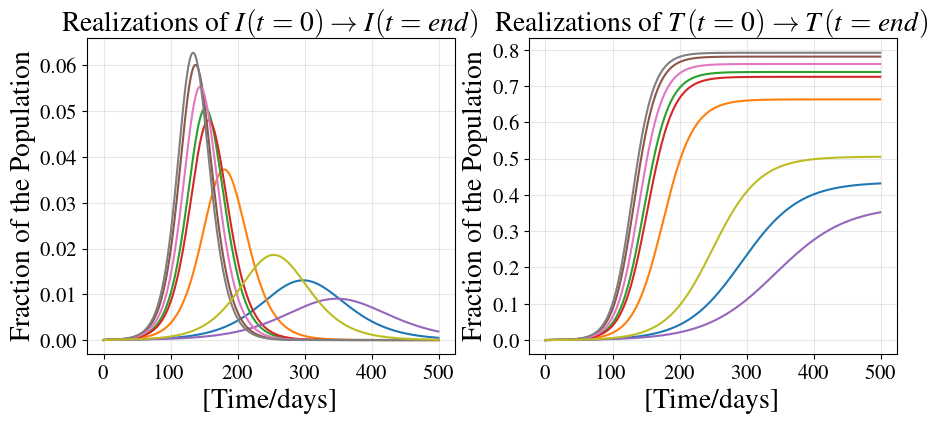 Realizations of I(t = 0) → I(t = end)
Fraction of the Population
0.06
0.05
0.04
0.03
0.02
0.01
0.00
0 100 200 300 400 500
[Time/days]
Realizations of T(t = 0) → T(t = end)
Fraction of the Population
0.8
0.7
0.6
0.5
0.4
0.3
0.2
0.1
0.0
0 100 200 300 400 500
[Time/days]